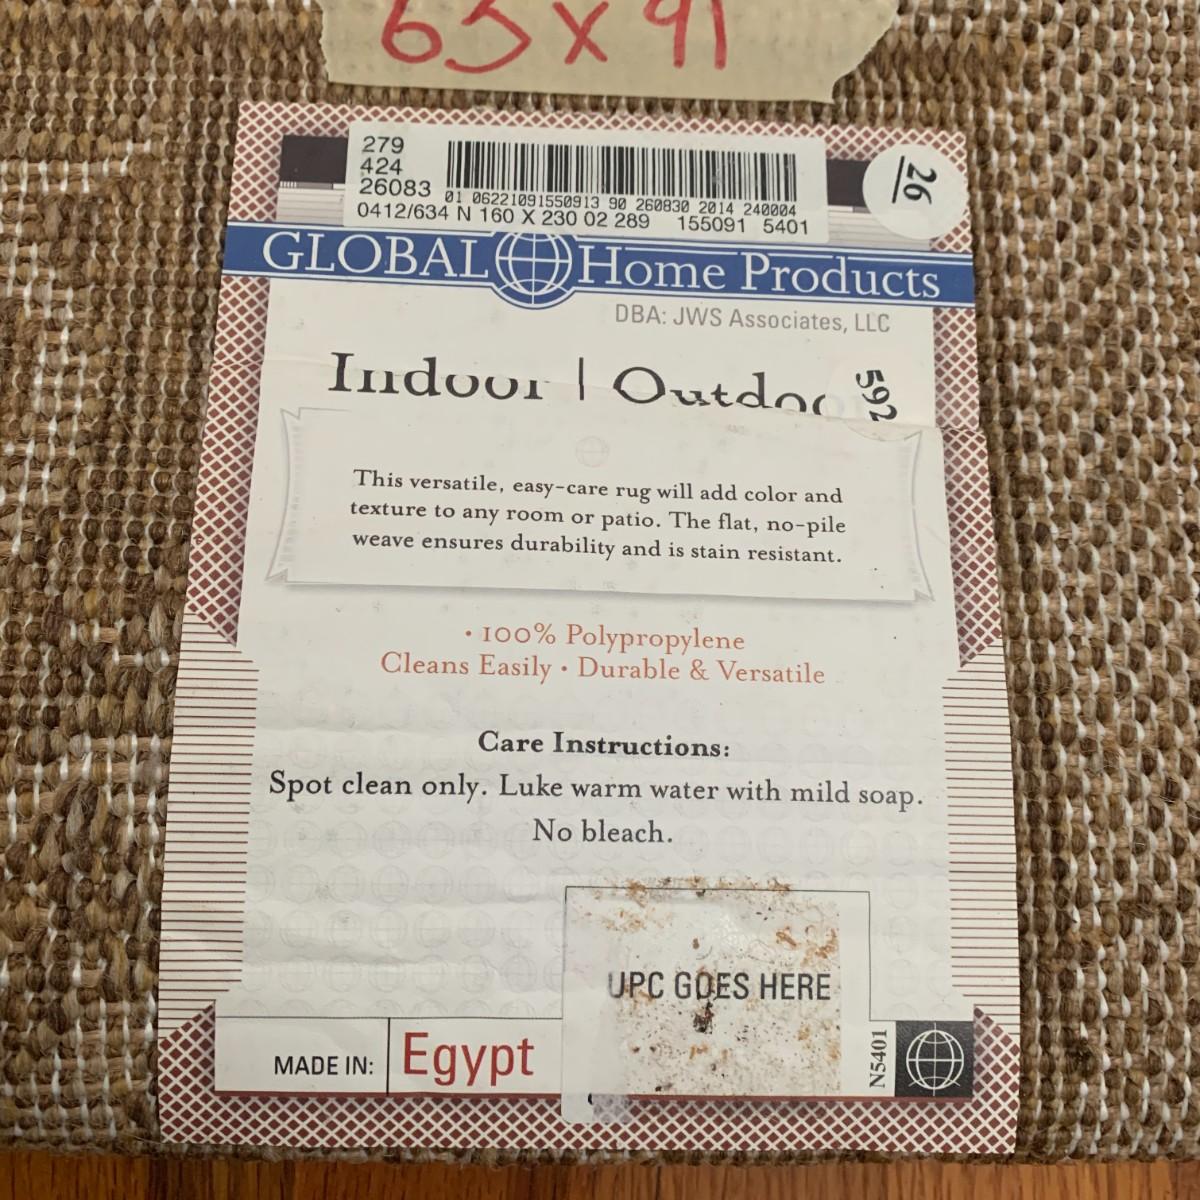 63 x 91
279
424
26083
01 06221091550913 90 260830 2014 240004
0412/634 N 160 X 230 02 289 155091 5401
26
GLOBAL Home Products
DBA: JWS Associates, LLC
Indoor | Outdoo
592
This versatile, easy-care rug will add color and
texture to any room or patio. The flat, no-pile
weave ensures durability and is stain resistant.
• 100% Polypropylene
Cleans Easily • Durable & Versatile
Care Instructions:
Spot clean only. Luke warm water with mild soap.
No bleach.
UPC GOES HERE
MADE IN: Egypt
N5401